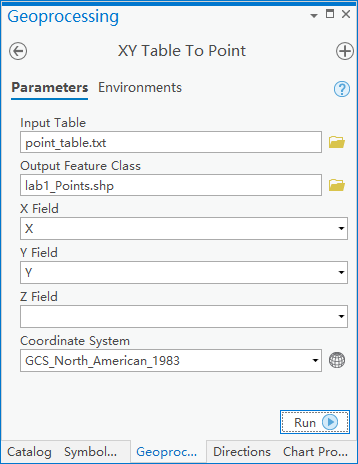 Geoprocessing
XY Table To Point
Parameters Environments
Input Table
point_table.txt
Output Feature Class
lab1_Points.shp
X Field
X
Y Field
Y
Z Field
Coordinate System
GCS_North_American_1983
Run
Catalog Symbol... Geoproc... Directions Chart Pro...